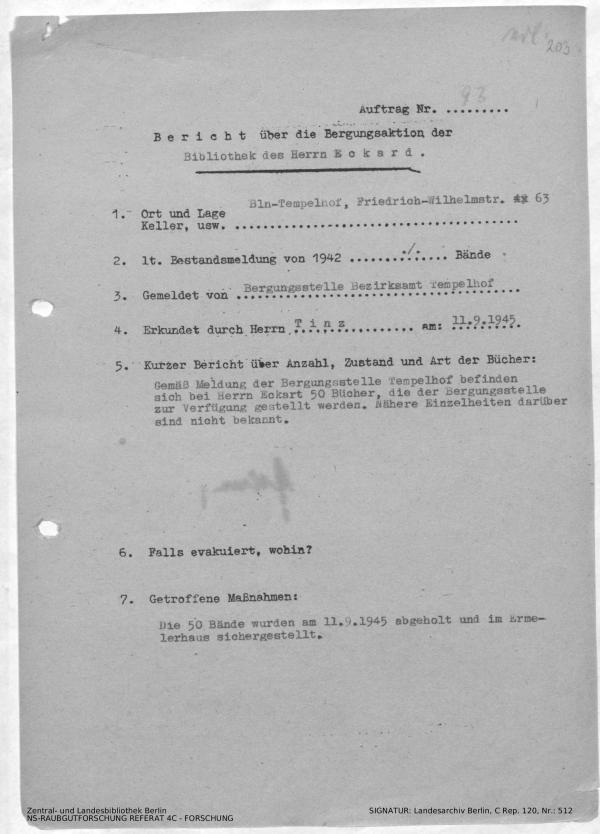 203
Auftrag Nr. 93
B e r i c h t über die Bergungsaktion der
Bibliothek des Herrn E c k a r d .
Bln-Tempelhof, Friedrich-Wilhelmstr. 63
1. Ort und Lage
Keller, usw. ........................................
2. lt. Bestandsmeldung von 1942 .......·/·....... Bände
3. Gemeldet von Bergungsstelle Bezirksamt Tempelhof
4. Erkundet durch Herrn T i n z .......... am: 11.9.1945
5. Kurzer Bericht über Anzahl, Zustand und Art der Bücher:
Gemäß Meldung der Bergungsstelle Tempelhof befinden
sich bei Herrn Eckart 50 Bücher, die der Bergungsstelle
zur Verfügung gestellt werden. Nähere Einzelheiten darüber
sind nicht bekannt.
6. Falls evakuiert, wohin?
7. Getroffene Maßnahmen:
Die 50 Bände wurden am 11.9.1945 abgeholt und im Erme-
lerhaus sichergestellt.
Zentral- und Landesbibliothek Berlin
NS-RAUBGUTFORSCHUNG REFERAT 4C - FORSCHUNG
SIGNATUR: Landesarchiv Berlin, C Rep. 120, Nr.: 512